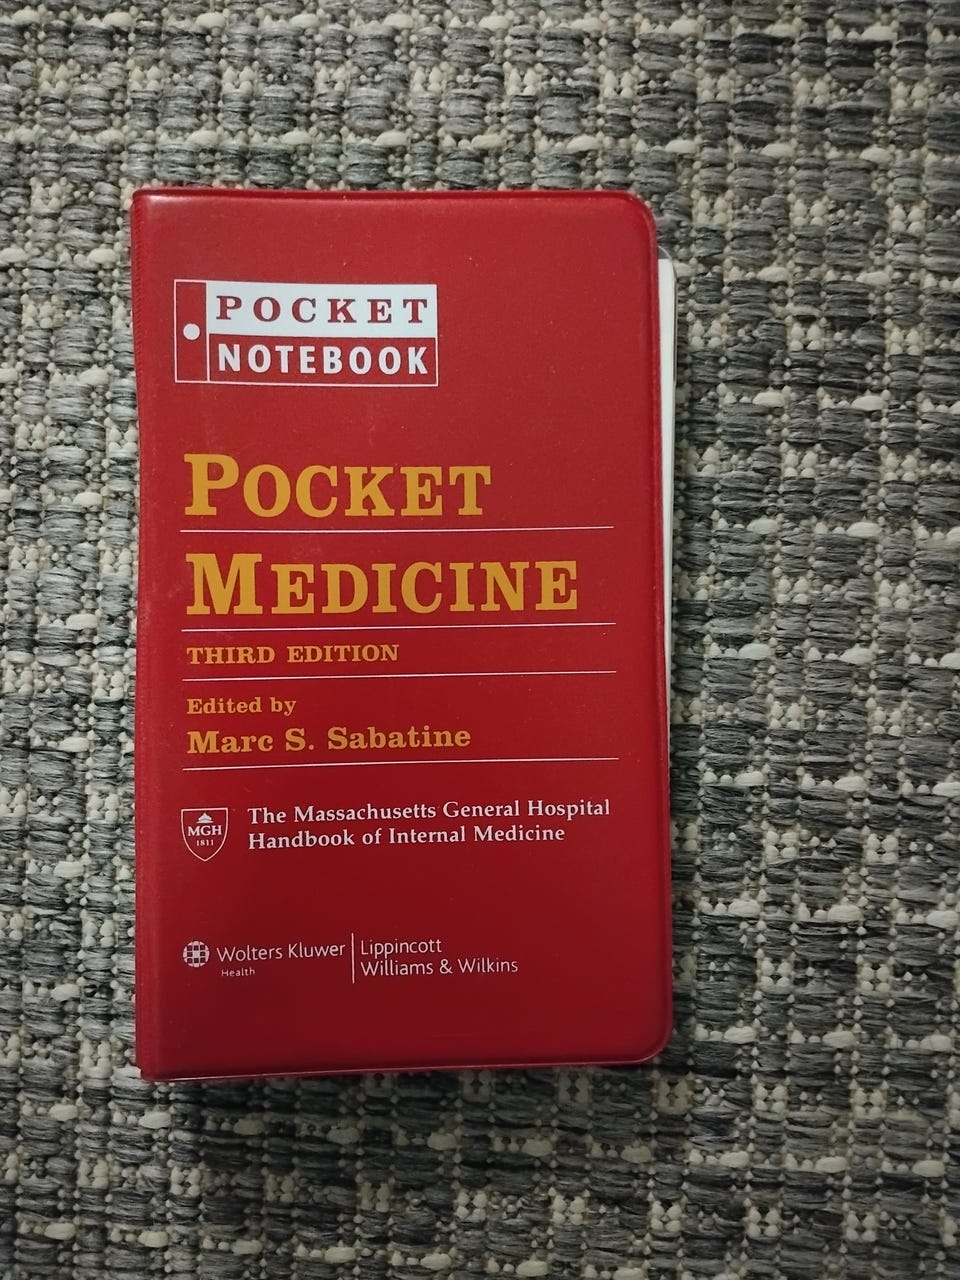 POCKET
NOTEBOOK
POCKET
MEDICINE
THIRD EDITION
Edited by
Marc S. Sabatine
MGH
1811
The Massachusetts General Hospital
Handbook of Internal Medicine
Wolters Kluwer
Health
Lippincott
Williams & Wilkins